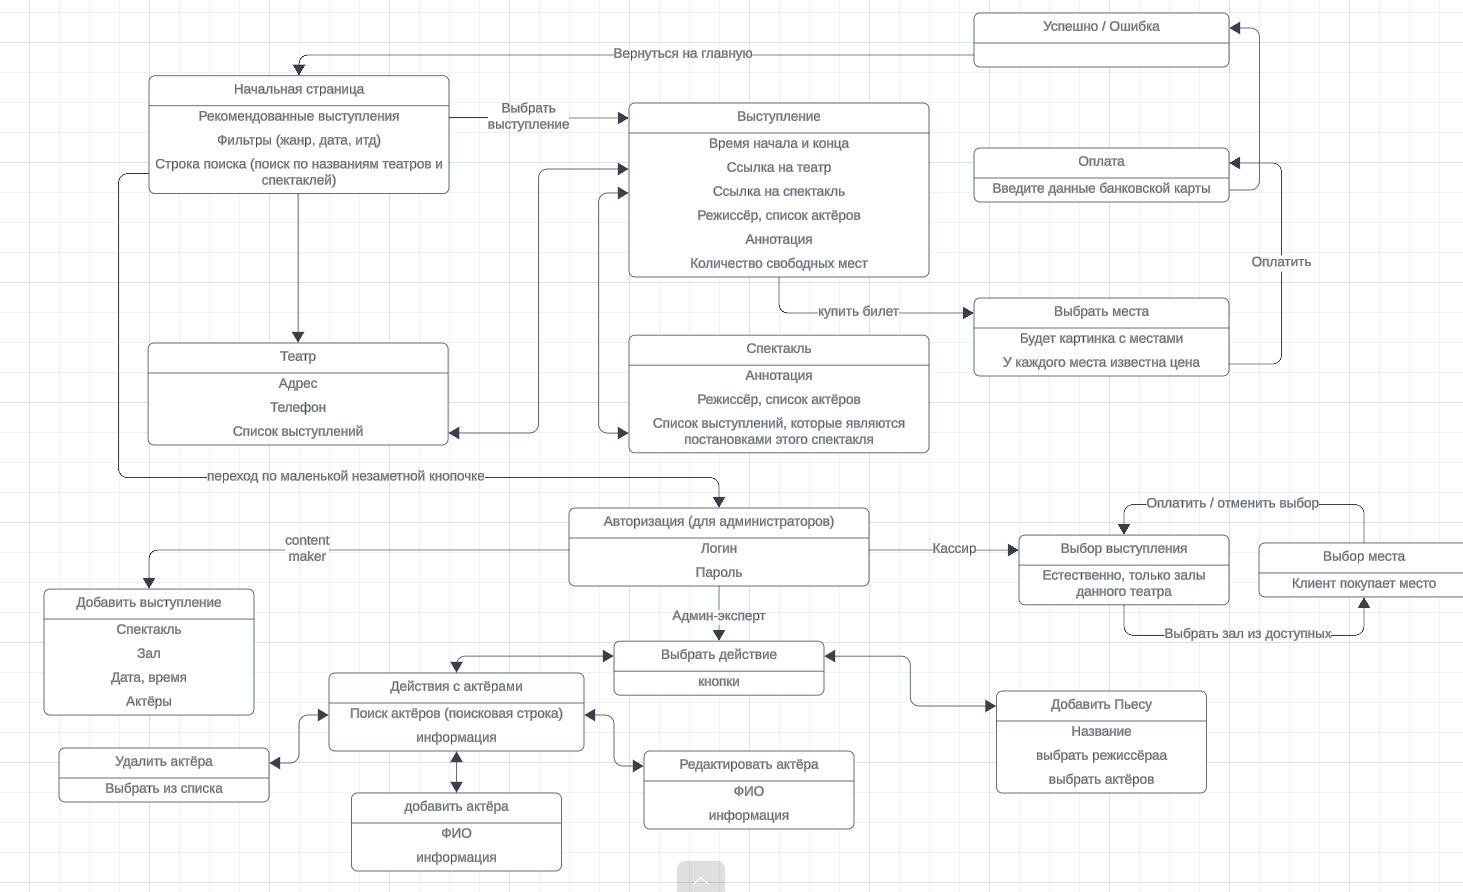 Успешно / Ошибка
Вернуться на главную
Начальная страница
Рекомендованные выступления
Фильтры (жанр, дата, итд)
Строка поиска (поиск по названиям театров и
спектаклей)
Выбрать
выступление
Выступление
Время начала и конца
Ссылка на театр
Ссылка на спектакль
Режиссёр, список актёров
Аннотация
Количество свободных мест
Оплата
Введите данные банковской карты
Оплатить
купить билет
Выбрать места
Будет картинка с местами
У каждого места известна цена
Театр
Адрес
Телефон
Список выступлений
Спектакль
Аннотация
Режиссёр, список актёров
Список выступлений, которые являются
постановками этого спектакля
переход по маленькой незаметной кнопочке
Авторизация (для администраторов)
Логин
Пароль
content
maker
Кассир
Оплатить / отменить выбор
Выбор выступления
Естественно, только залы
данного театра
Выбор места
Клиент покупает место
Выбрать зал из доступных
Добавить выступление
Спектакль
Зал
Дата, время
Актёры
Админ-эксперт
Выбрать действие
кнопки
Действия с актёрами
Поиск актёров (поисковая строка)
информация
Добавить Пьесу
Название
выбрать режиссёраа
выбрать актёров
Удалить актёра
Выбрать из списка
Редактировать актёра
ФИО
информация
добавить актёра
ФИО
информация